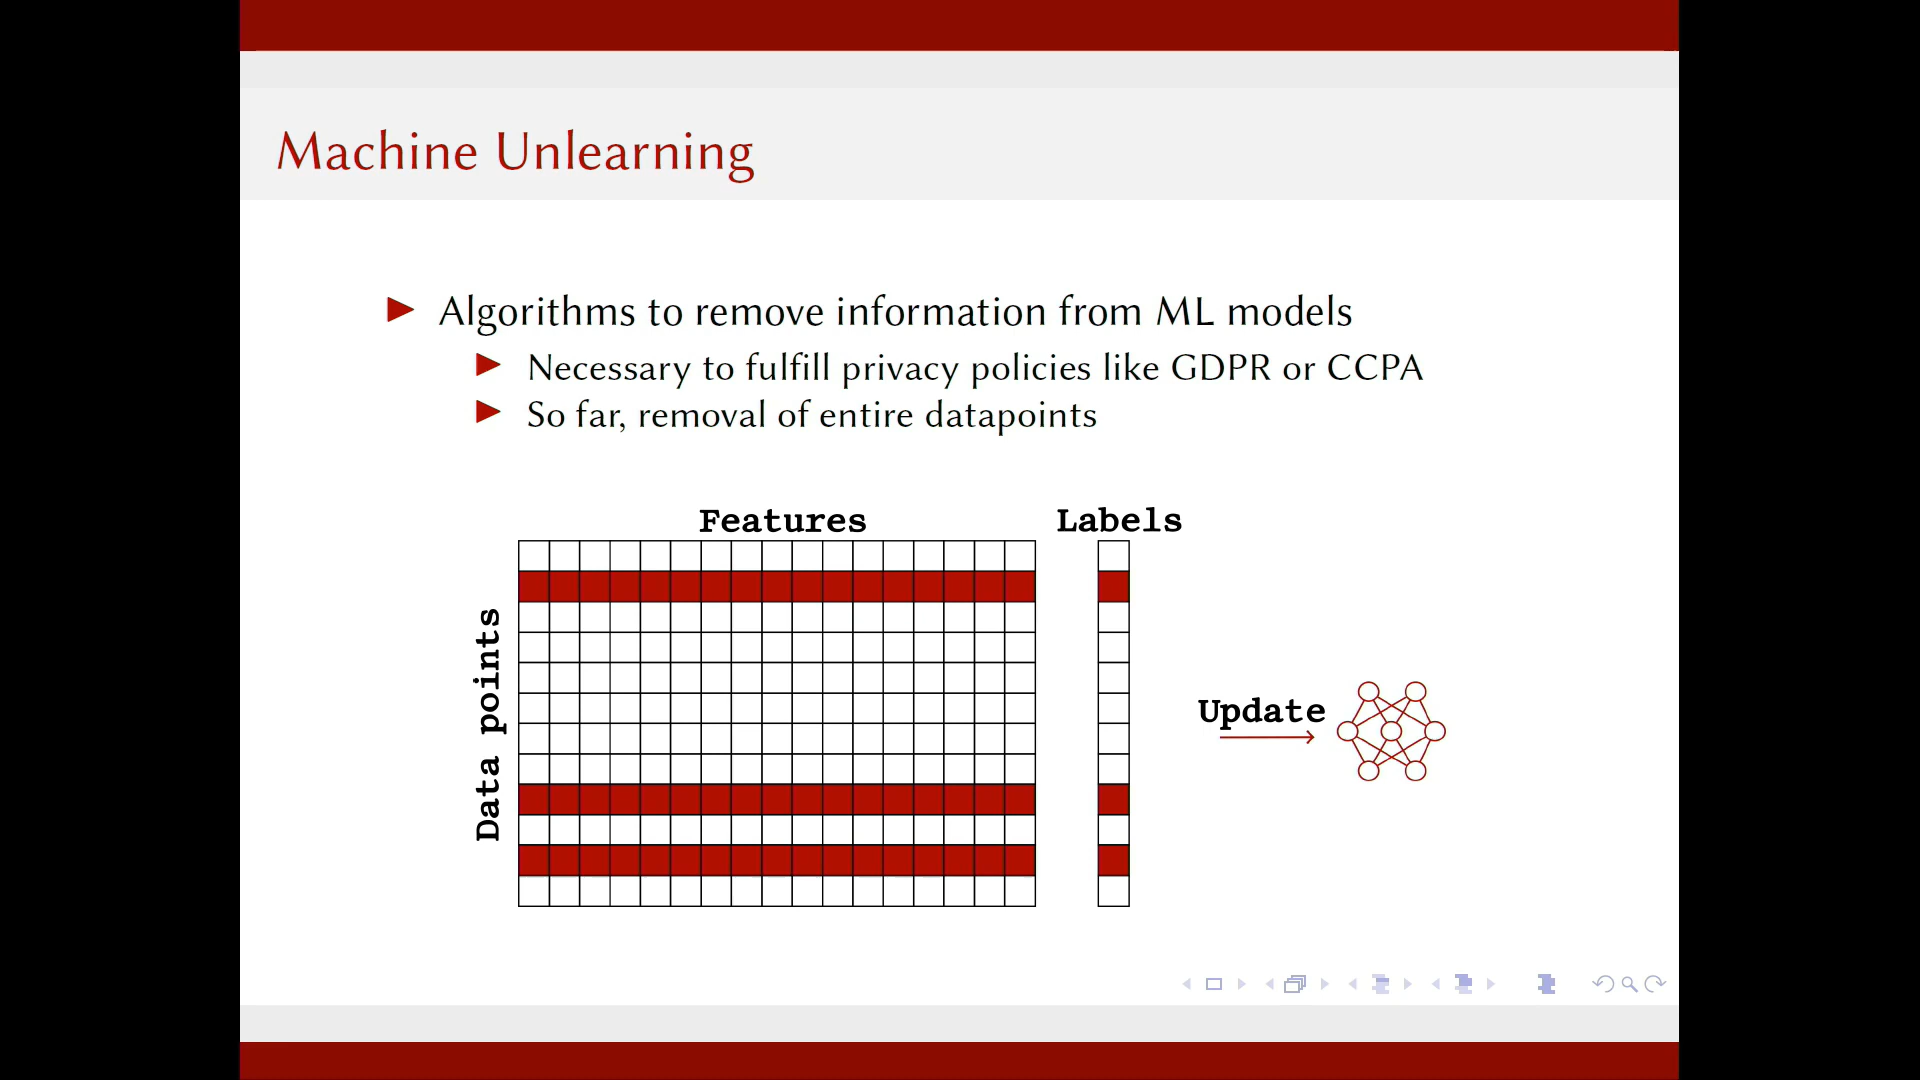 Machine Unlearning
Algorithms to remove information from ML models
Necessary to fulfill privacy policies like GDPR or CCPA
So far, removal of entire datapoints
Features
Labels
Data points
Update